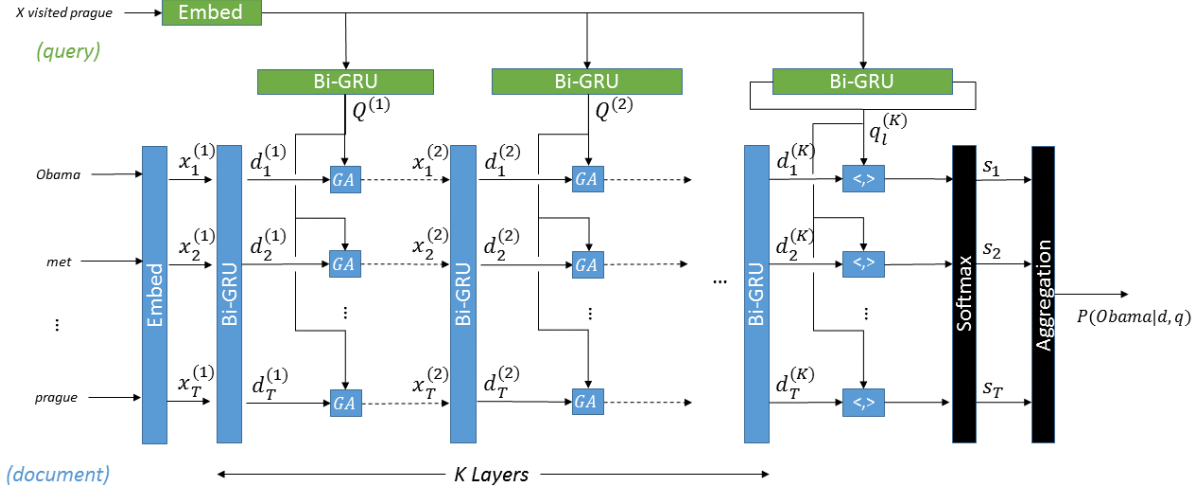 X visited prague
Embed
(query)
Bi-GRU
Bi-GRU
Bi-GRU
Q^{(1)}
Q^{(2)}
q_l^{(K)}
Obama
x_1^{(1)}
d_1^{(1)}
GA
x_1^{(2)}
d_1^{(2)}
GA
d_1^{(K)}
<,>
s_1
met
x_2^{(1)}
d_2^{(1)}
GA
x_2^{(2)}
d_2^{(2)}
GA
...
d_2^{(K)}
<,>
s_2
⋮
Embed
Bi-GRU
⋮
Bi-GRU
⋮
Bi-GRU
⋮
Softmax
Aggregation
P(Obama|d, q)
prague
x_T^{(1)}
d_T^{(1)}
GA
x_T^{(2)}
d_T^{(2)}
GA
d_T^{(K)}
<,>
s_T
(document)
K Layers